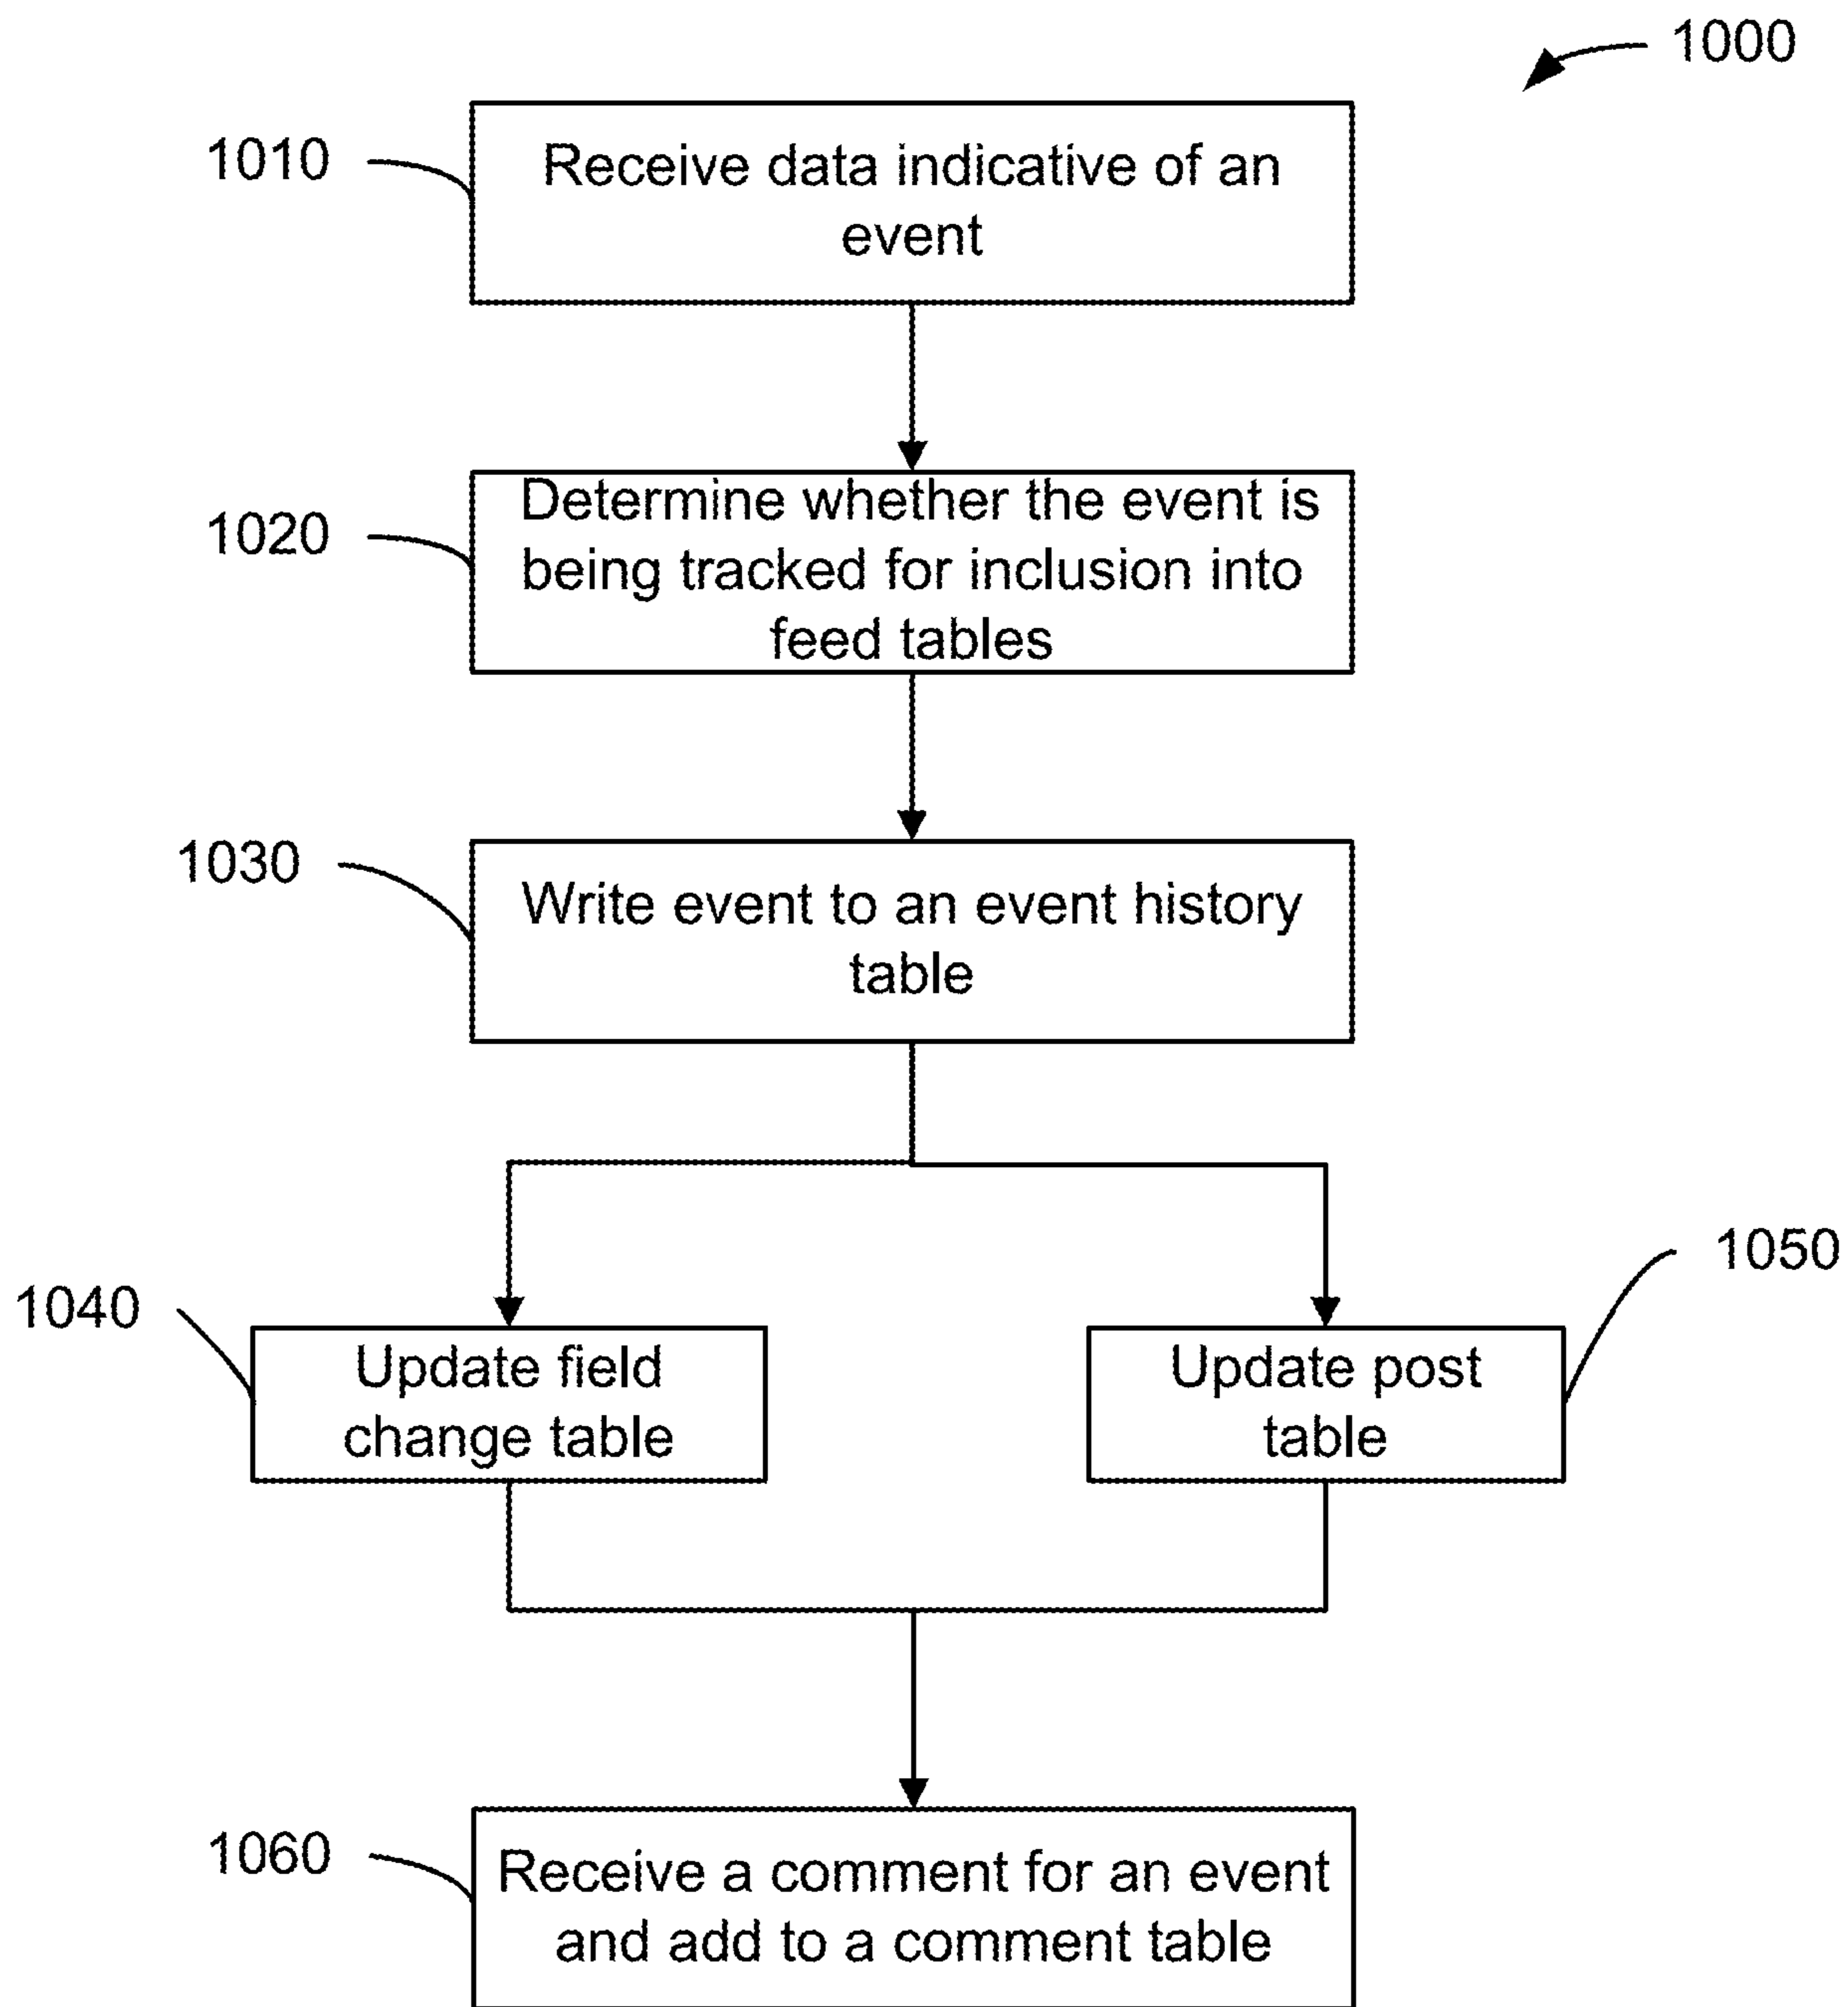 1000
1010
Receive data indicative of an
event
1020
Determine whether the event is
being tracked for inclusion into
feed tables
1030
Write event to an event history
table
1040
Update field
change table
1050
Update post
table
1060
Receive a comment for an event
and add to a comment table